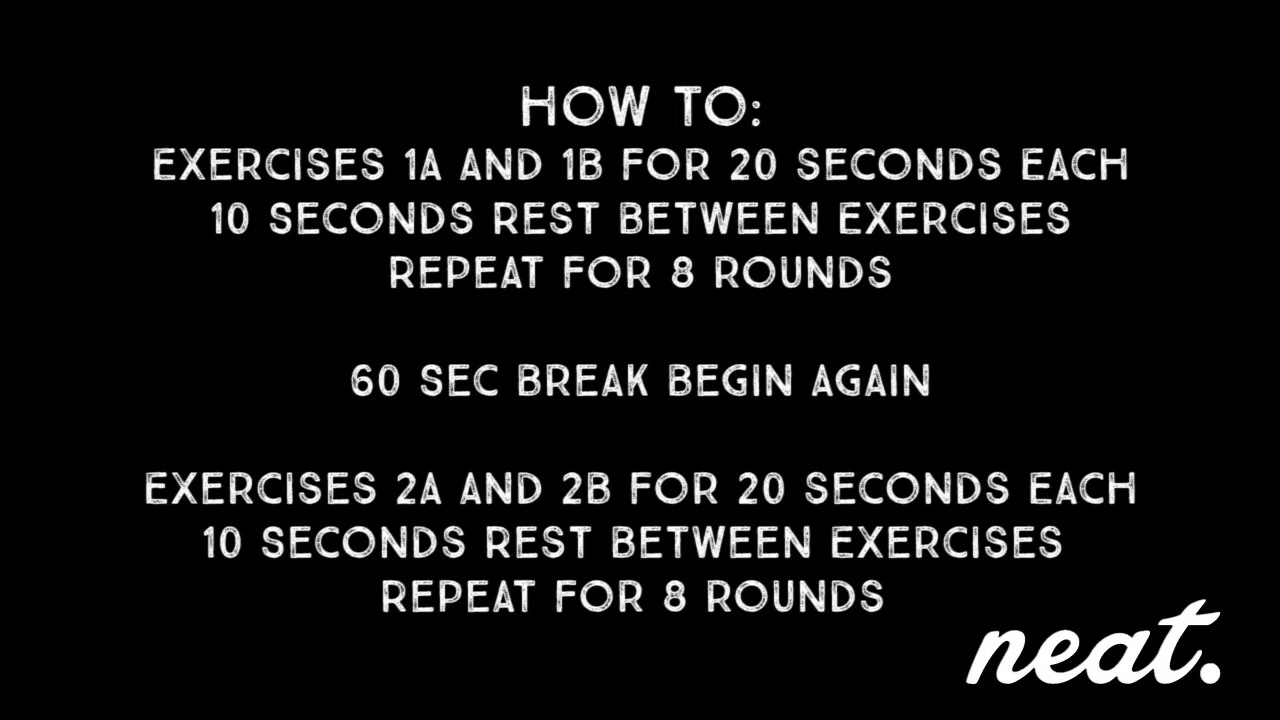 HOW TO:
EXERCISES 1A AND 1B FOR 20 SECONDS EACH
10 SECONDS REST BETWEEN EXERCISES
REPEAT FOR 8 ROUNDS
60 SEC BREAK BEGIN AGAIN
EXERCISES 2A AND 2B FOR 20 SECONDS EACH
10 SECONDS REST BETWEEN EXERCISES
REPEAT FOR 8 ROUNDS
neat.